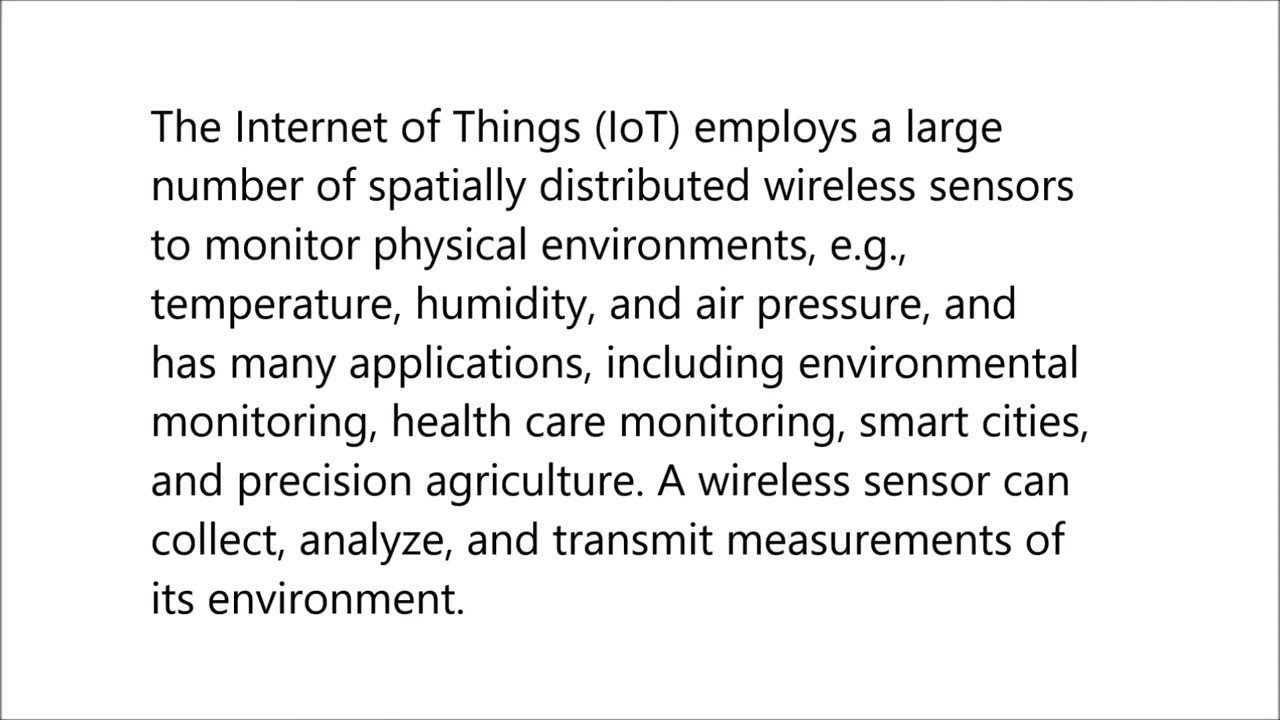 The Internet of Things (IoT) employs a large
number of spatially distributed wireless sensors
to monitor physical environments, e.g.,
temperature, humidity, and air pressure, and
has many applications, including environmental
monitoring, health care monitoring, smart cities,
and precision agriculture. A wireless sensor can
collect, analyze, and transmit measurements of
its environment.